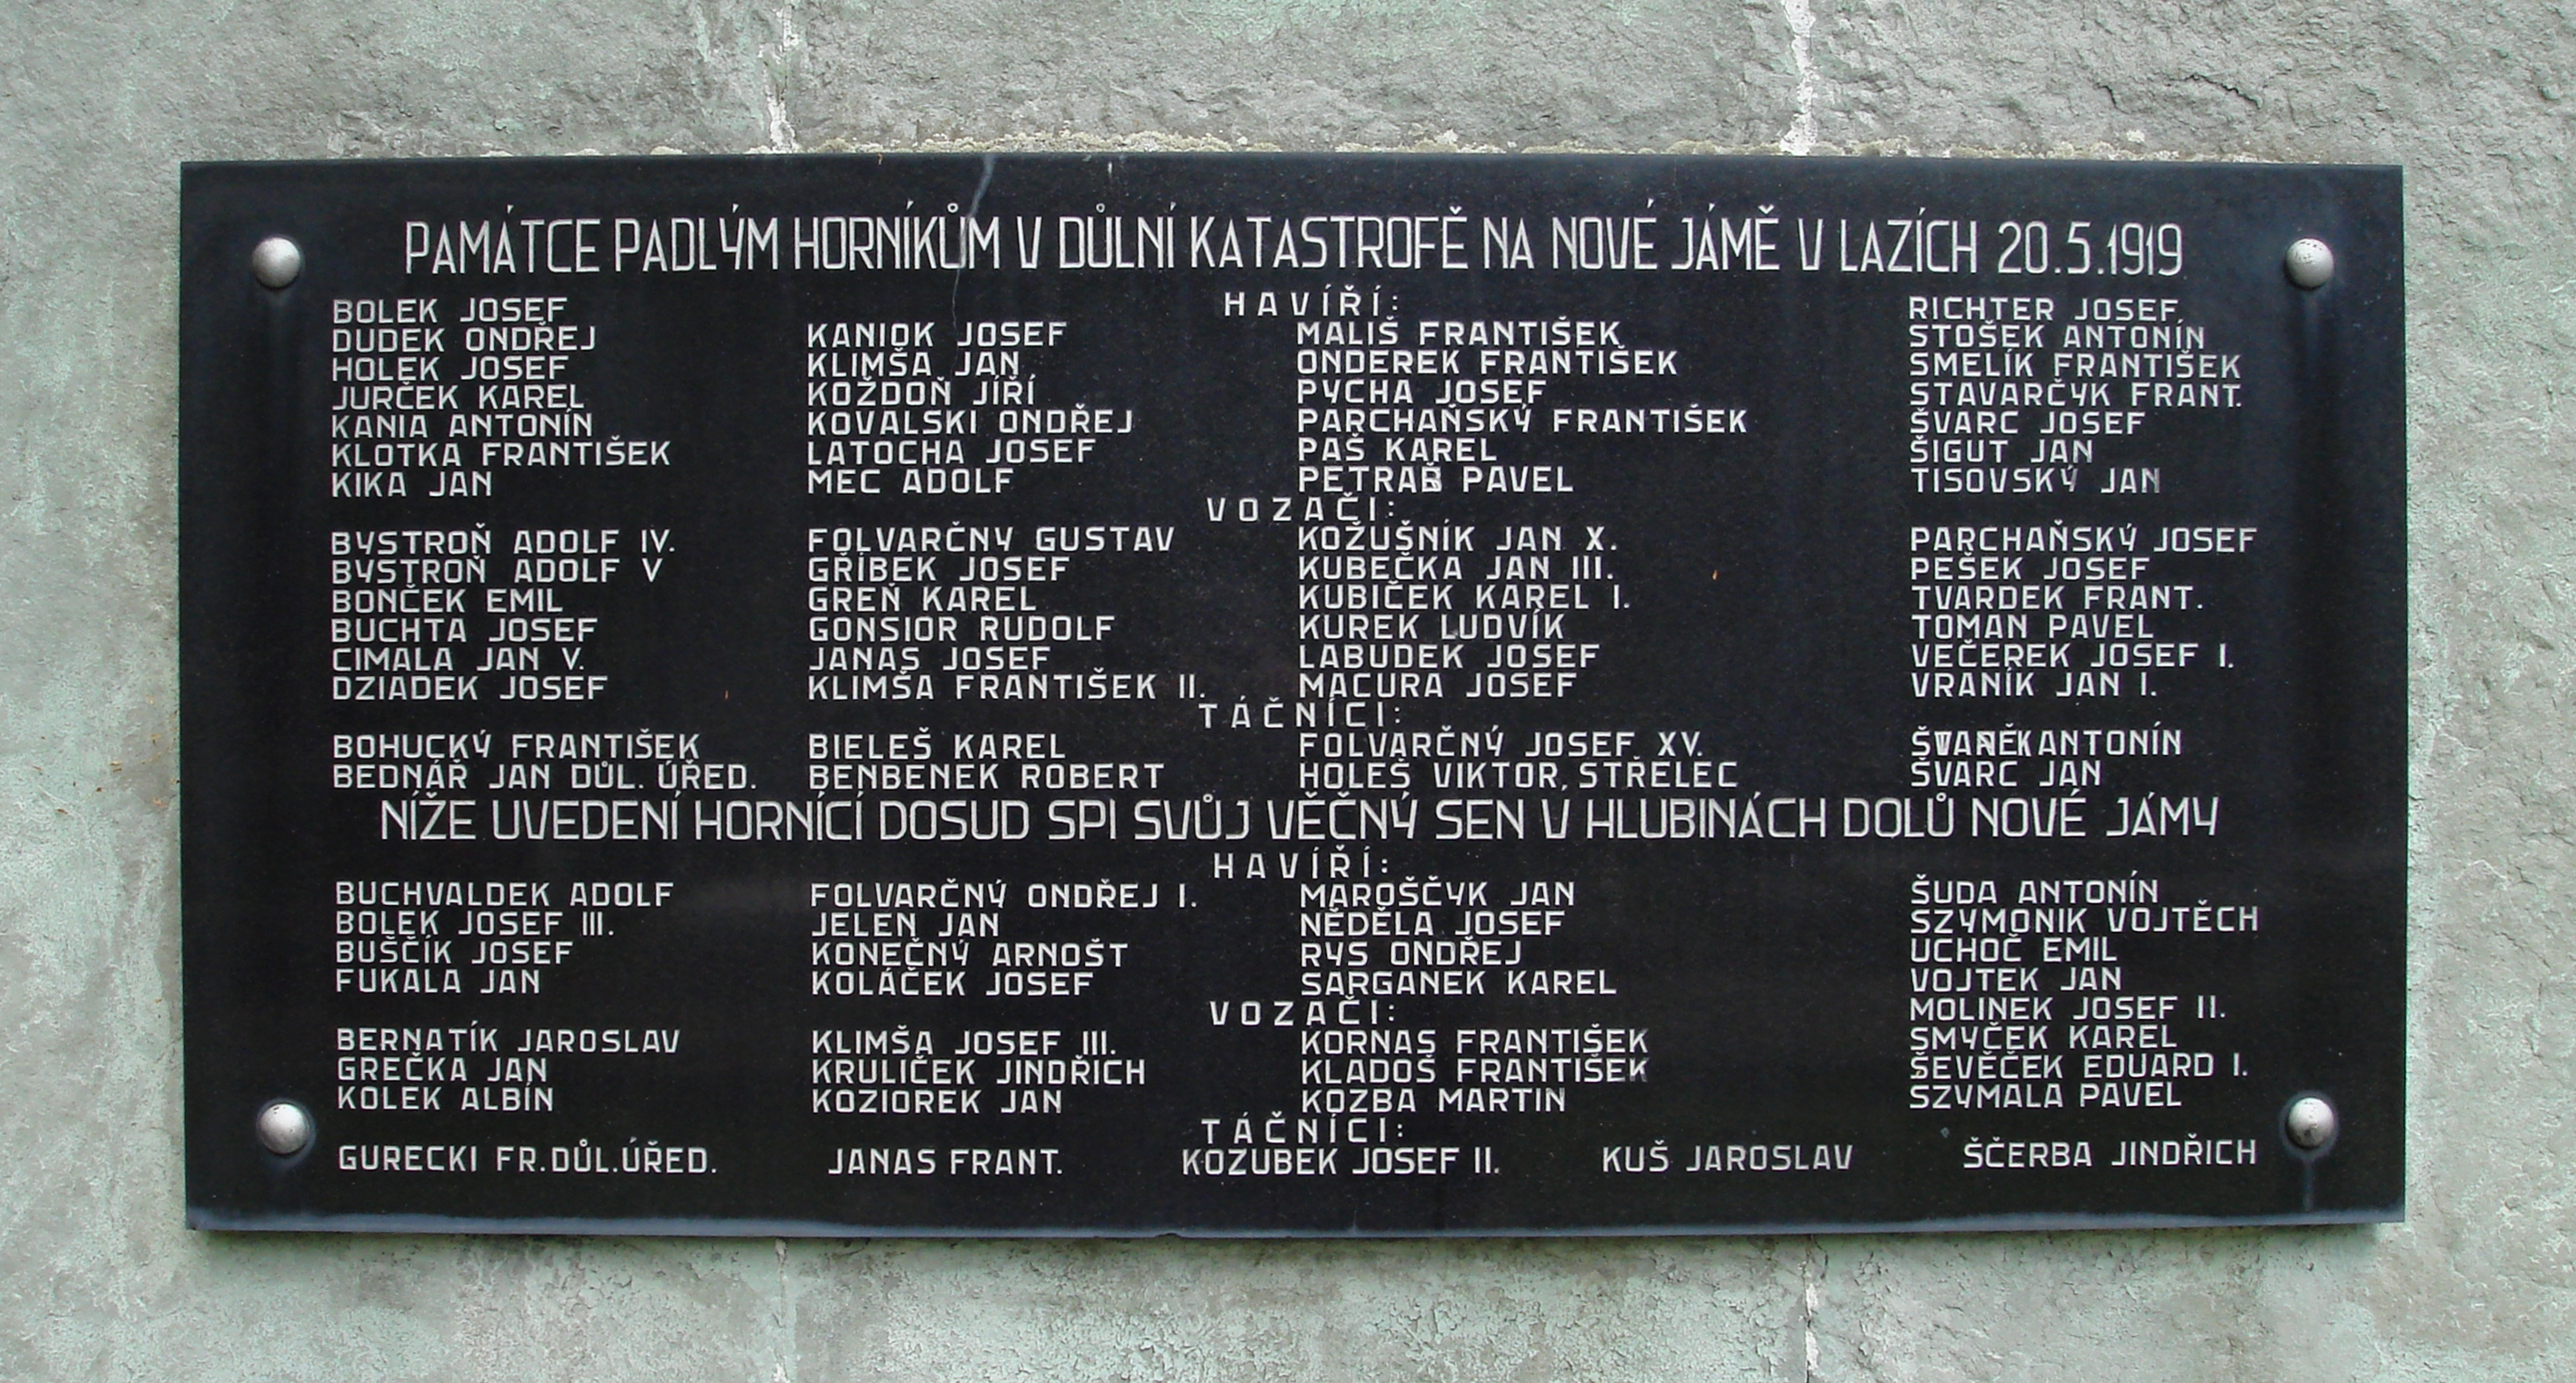 PAMÁTCE PADLÝM HORNÍKŮM V DŮLNÍ KATASTROFĚ NA NOVÉ JÁMĚ V LAZÍCH 20.5.1919
HAVÍŘÍ:
BOLEK JOSEF RICHTER JOSEF
DUDEK ONDŘEJ KANIOK JOSEF MALIŠ FRANTIŠEK STOŠEK ANTONÍN
HOLEK JOSEF KLIMŠA JAN ONDEREK FRANTIŠEK SMELÍK FRANTIŠEK
JURČEK KAREL KOŽDOŇ JÍŘÍ PYCHA JOSEF STAVARČYK FRANT.
KANIA ANTONÍN KOVALSKI ONDŘEJ PARCHAŇSKÝ FRANTIŠEK ŠVARC JOSEF
KLOTKA FRANTIŠEK LATOCHA JOSEF PAŠ KAREL ŠIGUT JAN
KIKA JAN MEC ADOLF PETRAŠ PAVEL TISOVSKÝ JAN
VOZAČI:
BYSTROŇ ADOLF IV. FOLVARČNY GUSTAV KOŽUŠNÍK JAN X. PARCHAŇSKÝ JOSEF
BYSTROŇ ADOLF V GŘIBEK JOSEF KUBEČKA JAN III. PEŠEK JOSEF
BONČEK EMIL GREŇ KAREL KUBIČEK KAREL I. TVARDEK FRANT.
BUCHTA JOSEF GONSIOR RUDOLF KUREK LUDVÍK TOMAN PAVEL
CIMALA JAN V. JANAS JOSEF LABUDEK JOSEF VEČEREK JOSEF I.
DZIADEK JOSEF KLIMŠA FRANTIŠEK II. MACURA JOSEF VRANÍK JAN I.
TÁČNÍCI:
BOHUCKÝ FRANTIŠEK BIELEŠ KAREL FOLVARČNÝ JOSEF XV. ANTONÍN
BEDNÁŘ JAN DŮL. ÚŘED. BENBENEK ROBERT HOLEŠ VIKTOR, STŘELEC ŠVARC JAN
NÍŽE UVEDENÍ HORNÍCÍ DOSUD SPI SVŮJ VĚČNÝ SEN V HLUBINÁCH DOLŮ NOVÉ JÁMY
HAVÍŘÍ:
BUCHVALDEK ADOLF FOLVARČNÝ ONDŘEJ I. MAROŠČYK JAN ŠUDA ANTONÍN
BOLEK JOSEF III. JELEN JAN NĚDĚLA JOSEF SZYMONIK VOJTĚCH
BUŠČÍK JOSEF KONEČNÝ ARNOŠT RYS ONDŘEJ UCHOČ EMIL
FUKALA JAN KOLÁČEK JOSEF SARGANEK KAREL VOJTEK JAN
VOZAČI: MOLINEK JOSEF II.
BERNATÍK JAROSLAV KLIMŠA JOSEF III. KORNAS FRANTIŠEK SMYČEK KAREL
GREČKA JAN KRULIČEK JINDŘICH KLADOŠ FRANTIŠEK ŠEVĚČEK EDUARD I.
KOLEK ALBÍN KOZIOREK JAN KOZBA MARTIN SZYMALA PAVEL
TÁČNÍCI:
GURECKI FR.DŮL.ÚŘED. JANAS FRANT. KOZUBEK JOSEF II. KUŠ JAROSLAV ŠČERBA JINDŘICH